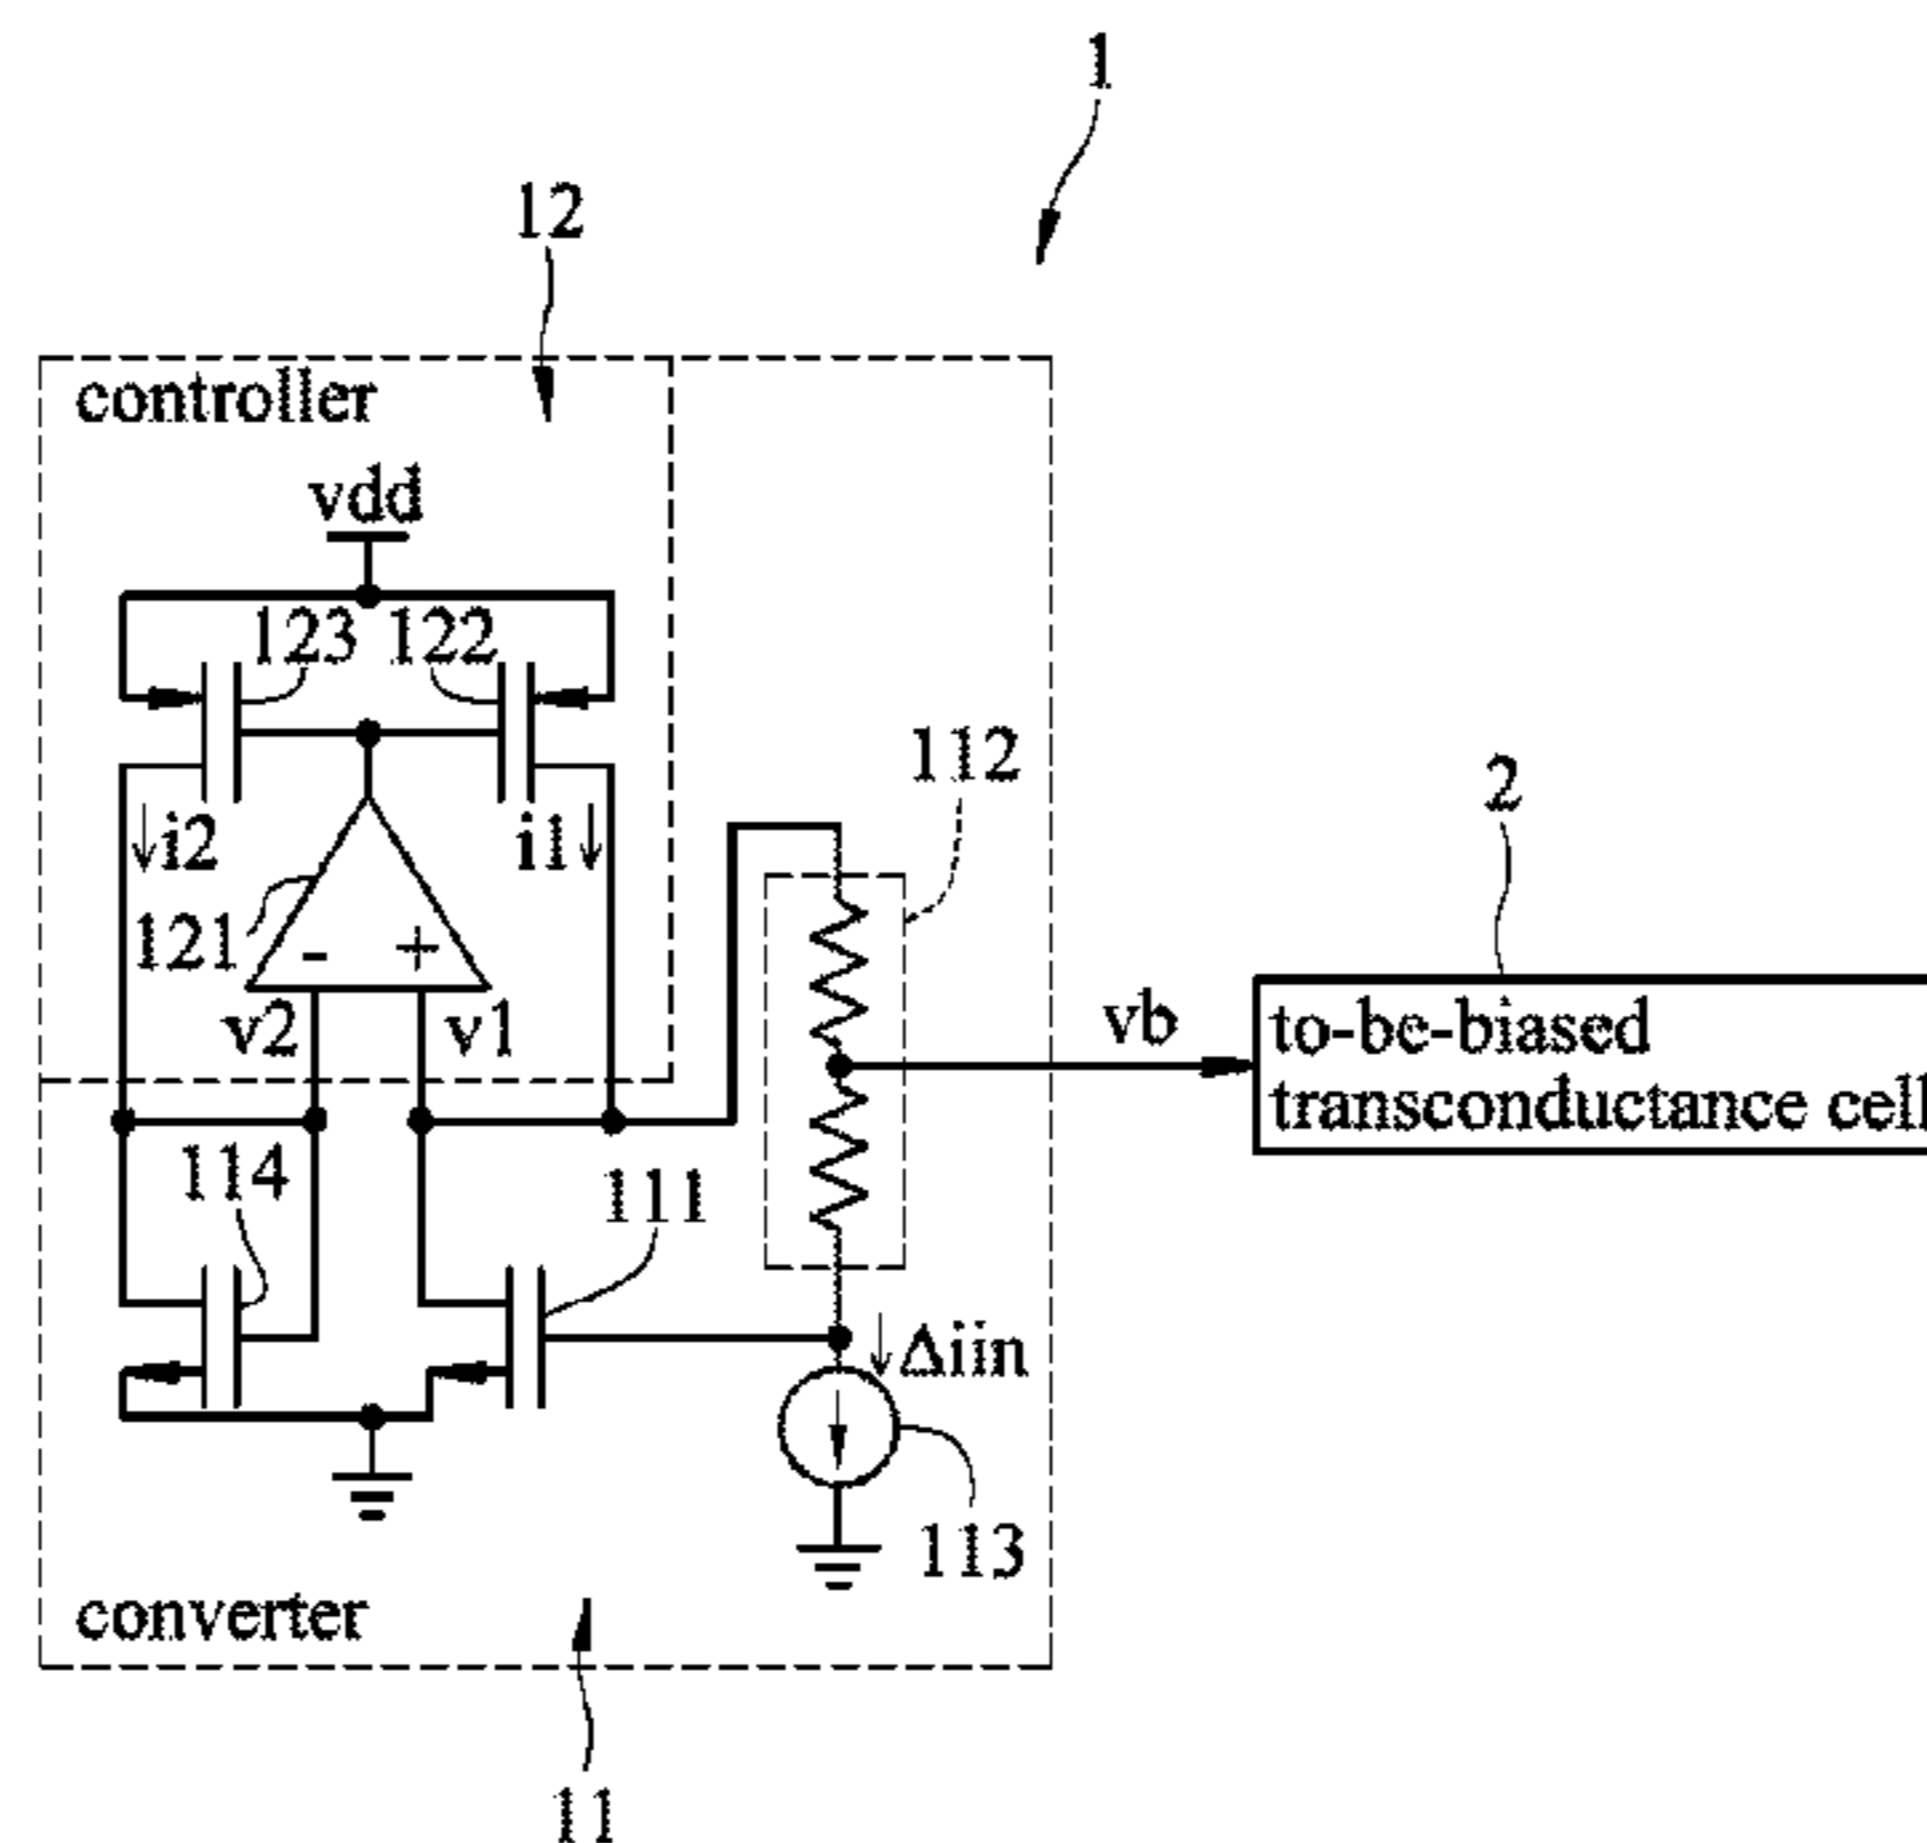 1
12
controller
vdd
123
122
112
2
i2
i1
121
-
+
v2
v1
vb
to-be-biased
transconductance cell
114
111
Δiin
113
converter
11